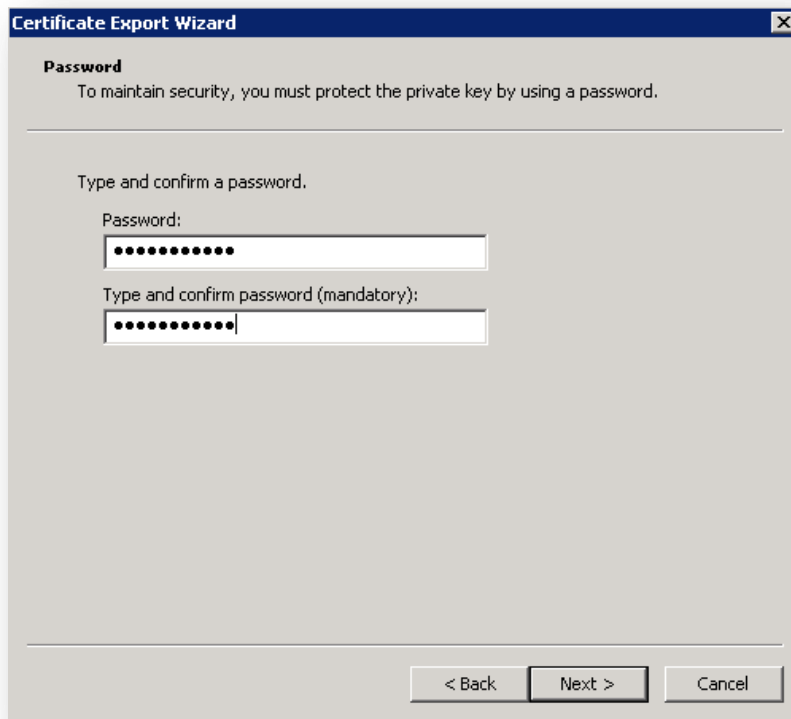 Certificate Export Wizard
Password
To maintain security, you must protect the private key by using a password.
Type and confirm a password.
Password:
●●●●●●●●●●●
Type and confirm password (mandatory):
●●●●●●●●●●●
< Back
Next >
Cancel